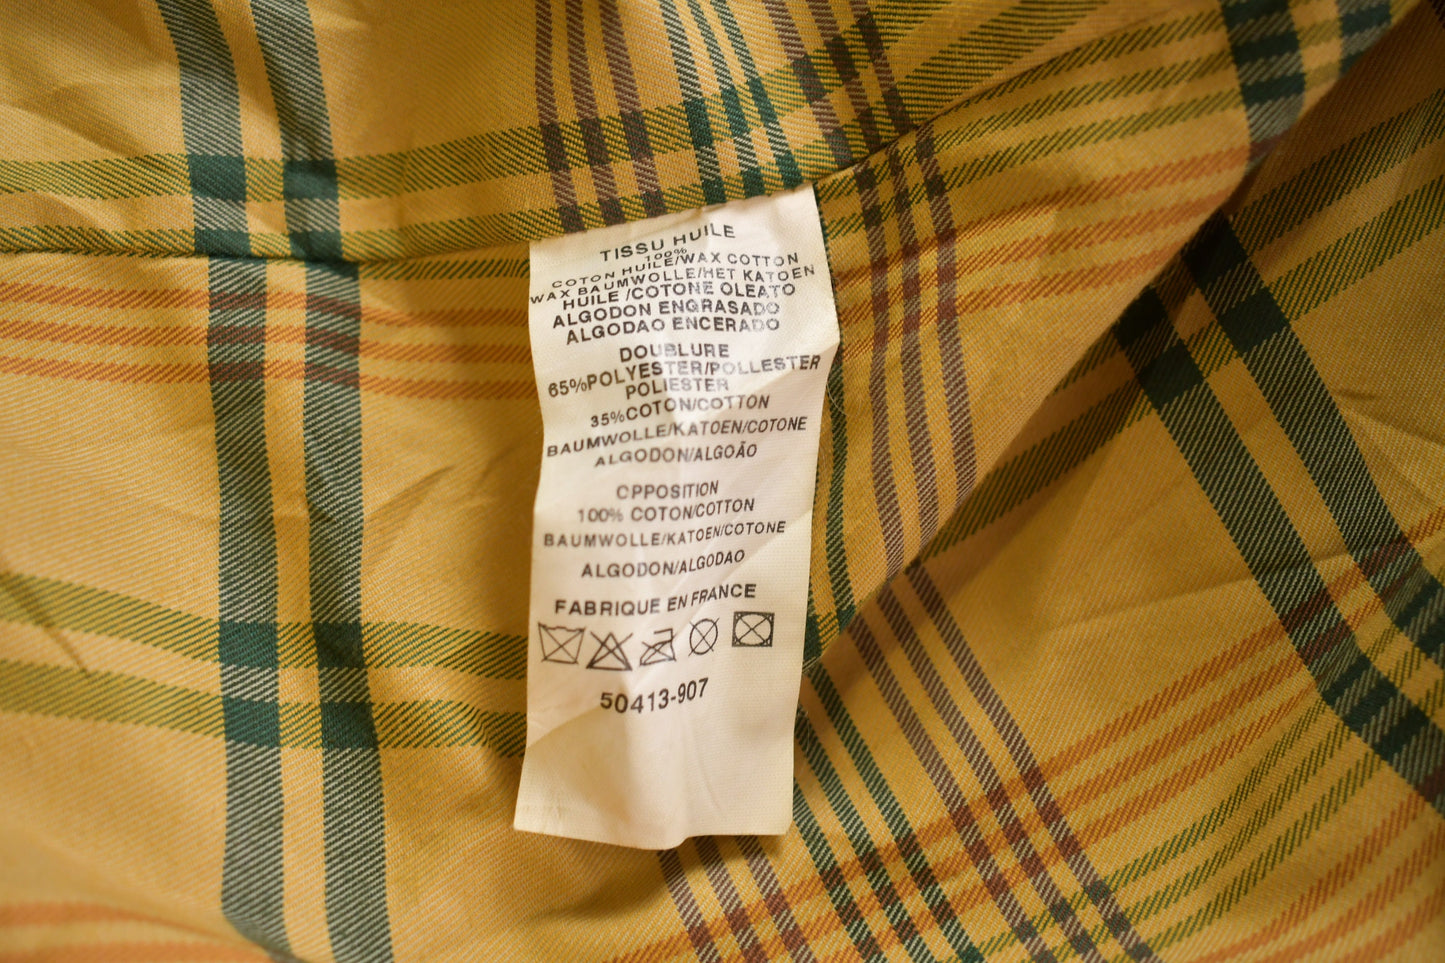 TISSU HUILE
100%
COTON HUILE/WAX COTTON
WAX BAUMWOLLE/HET KATOEN
HUILE /COTONE OLEATO
ALGODON ENGRASADO
ALGODAO ENCERADO
DOUBLURE
65%POLYESTER/POLLESTER
POLIESTER
35%COTON/COTTON
BAUMWOLLE/KATOEN/COTONE
ALGODON/ALGOÃO
OPPOSITION
100% COTON/COTTON
BAUMWOLLE/KATOEN/COTONE
ALGODON/ALGODAO
FABRIQUE EN FRANCE
50413-907